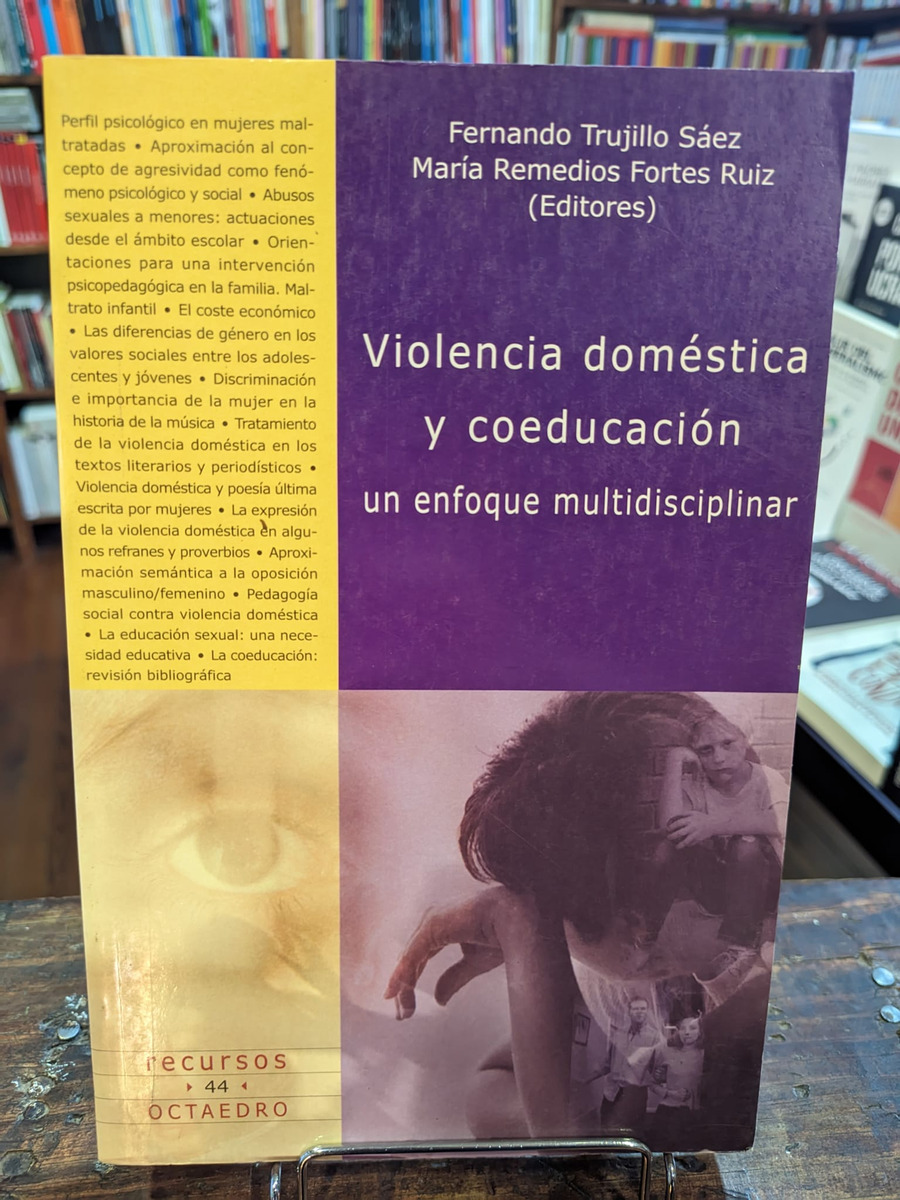 Perfil psicológico en mujeres mal-
tratadas • Aproximación al con-
cepto de agresividad como fenó-
meno psicológico y social • Abusos
sexuales a menores: actuaciones
desde el ámbito escolar • Orien-
taciones para una intervención
psicopedagógica en la familia. Mal-
trato infantil • El coste económico
• Las diferencias de género en los
valores sociales entre los adoles-
centes y jóvenes • Discriminación
e importancia de la mujer en la
historia de la música • Tratamiento
de la violencia doméstica en los
textos literarios y periodísticos •
Violencia doméstica y poesía última
escrita por mujeres • La expresión
de la violencia doméstica en algu-
nos refranes y proverbios • Aproxi-
mación semántica a la oposición
masculino/femenino • Pedagogía
social contra violencia doméstica
• La educación sexual: una nece-
sidad educativa • La coeducación:
revisión bibliográfica
Fernando Trujillo Sáez
María Remedios Fortes Ruiz
(Editores)
Violencia doméstica
y coeducación
un enfoque multidisciplinar
recursos
44
OCTAEDRO